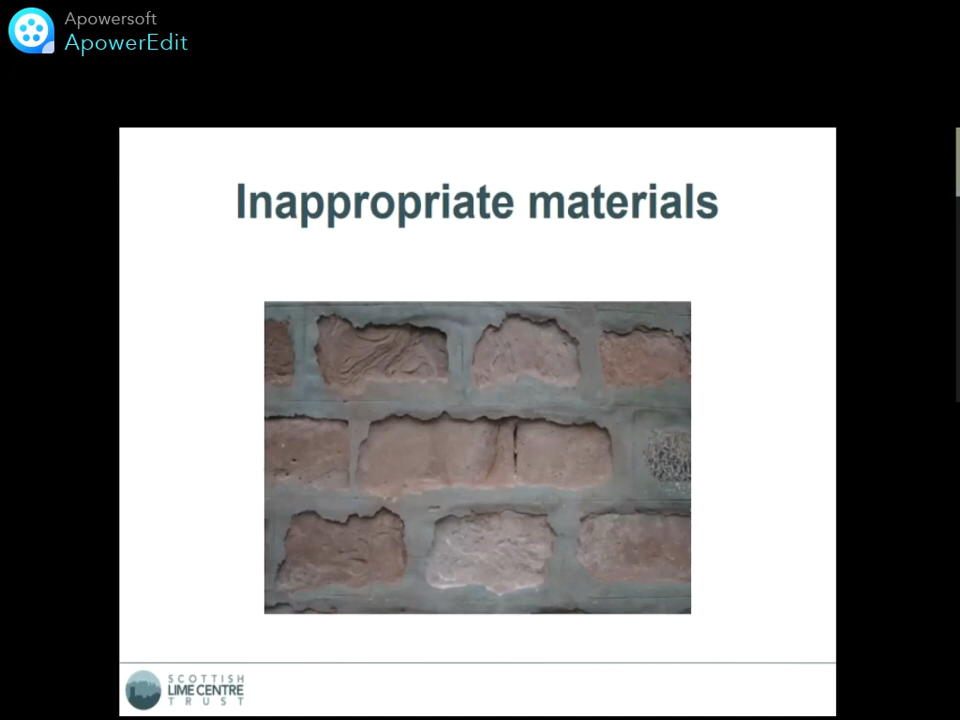 Apowersoft
ApowerEdit
Inappropriate materials
SCOTTISH
LIME CENTRE
TRUST